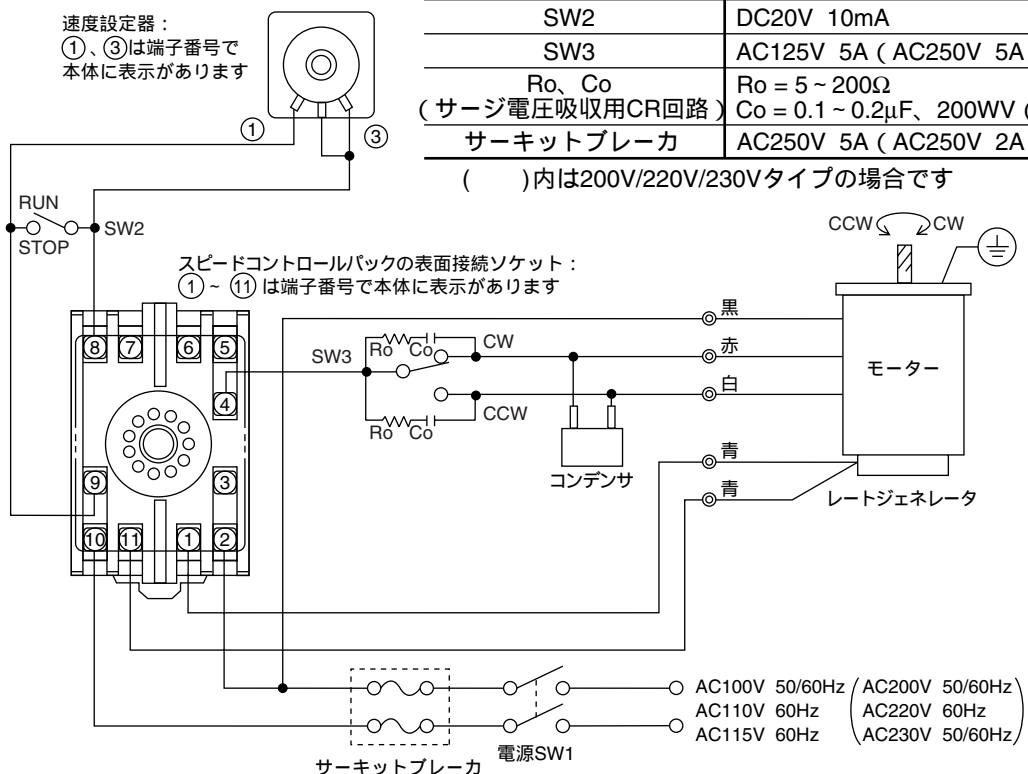 速度設定器：
①、③は端子番号で
本体に表示があります
①
③
SW2 DC20V 10mA
SW3 AC125V 5A（AC250V 5A
Ro、Co
（サージ電圧吸収用CR回路） Ro = 5 ~ 200Ω
Co = 0.1 ~ 0.2μF、200WV（
サーキットブレーカ AC250V 5A（AC250V 2A
(　　)内は200V/220V/230Vタイプの場合です
RUN
STOP
SW2
スピードコントロールパックの表面接続ソケット：
① ~ ⑪ は端子番号で本体に表示があります
CCW CW
⑧ ⑦ ⑥ ⑤
④
⑨ ③
⑩ ⑪ ① ②
SW3
Ro Co CW
Ro Co CCW
コンデンサ
黒
赤
白
青
青
モーター
レートジェネレータ
AC100V 50/60Hz（AC200V 50/60Hz）
AC110V 60Hz AC220V 60Hz
AC115V 60Hz AC230V 50/60Hz
電源SW1
サーキットブレーカ